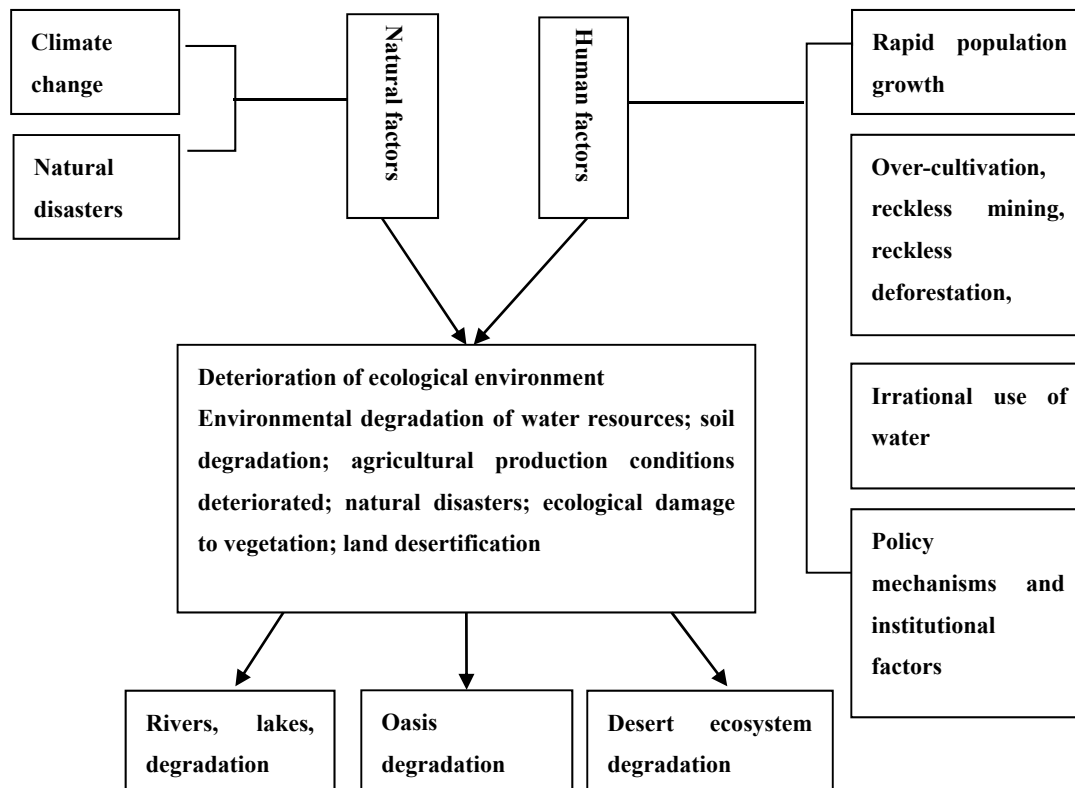 Climate
change
Natural
disasters
Natural factors
Human factors
Rapid population
growth
Over-cultivation,
reckless mining,
reckless
deforestation,
Irrational use of
water
Policy
mechanisms and
institutional
factors
Deterioration of ecological environment
Environmental degradation of water resources; soil
degradation; agricultural production conditions
deteriorated; natural disasters; ecological damage
to vegetation; land desertification
Rivers, lakes,
degradation
Oasis
degradation
Desert ecosystem
degradation